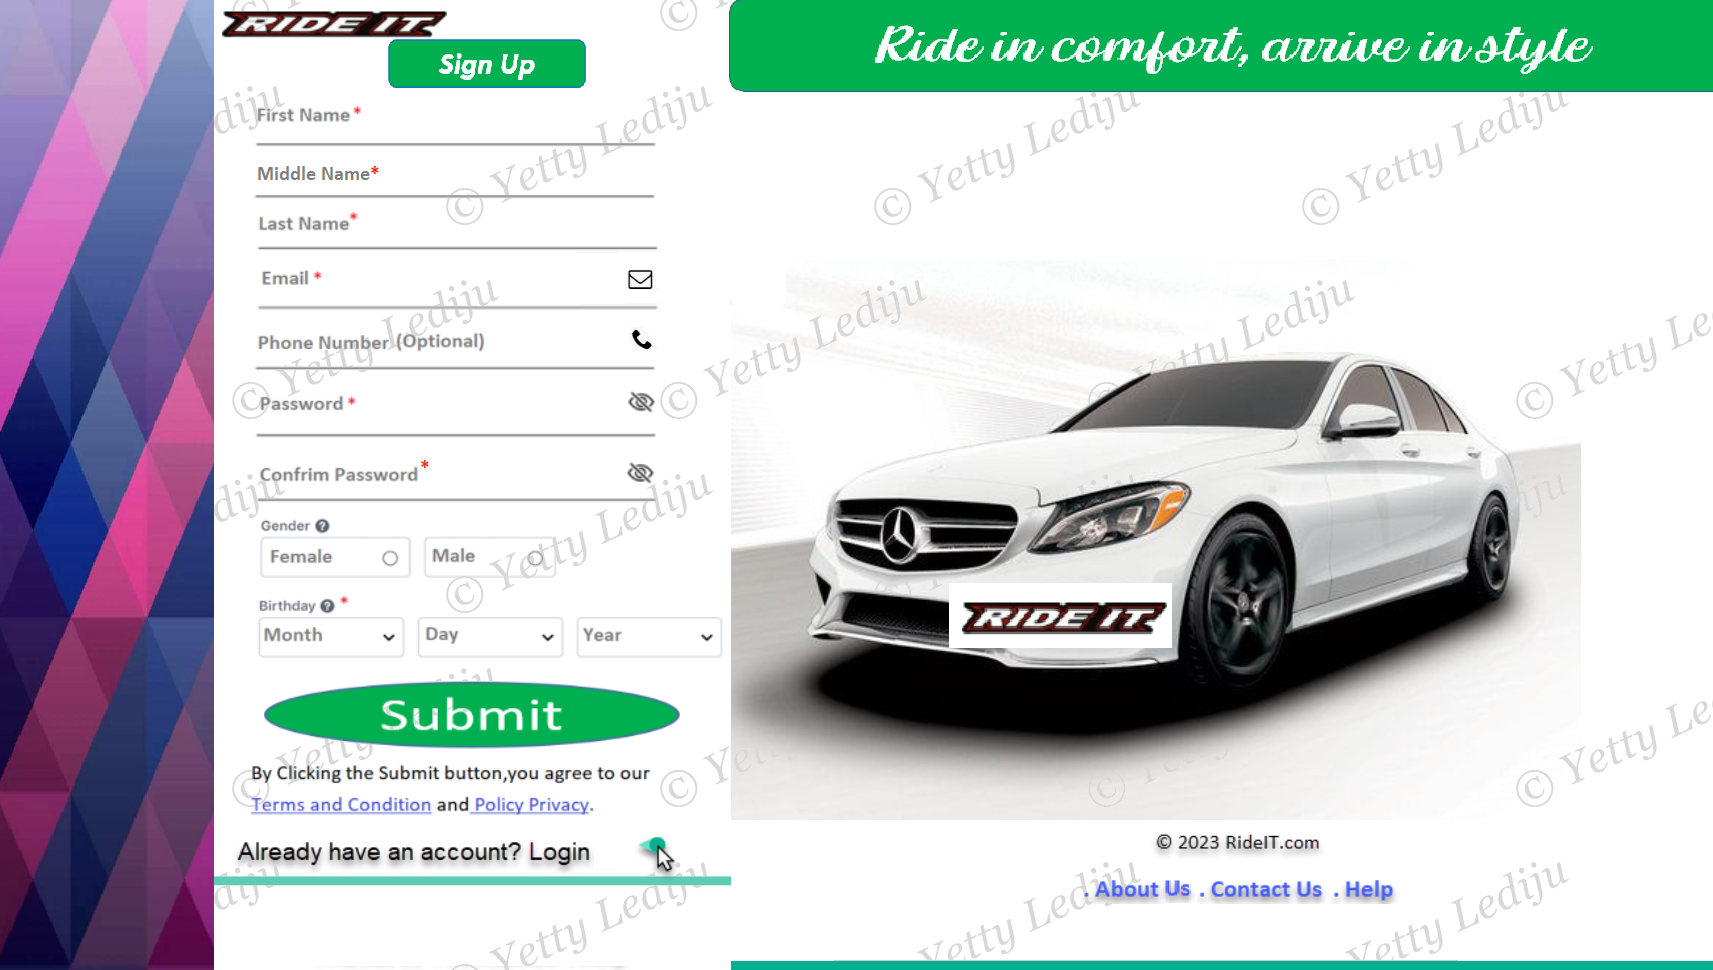 RIDE IT
Sign Up
First Name *
Middle Name*
Last Name*
Email *
Phone Number (Optional)
Password *
Confrim Password *
Gender ?
Female
Male
Birthday ? *
Month
Day
Year
Submit
By Clicking the Submit button,you agree to our
Terms and Condition and Policy Privacy.
Already have an account? Login
Ride in comfort, arrive in style
RIDE IT
© 2023 RideIT.com
. About Us . Contact Us . Help
© Yetty Lediju